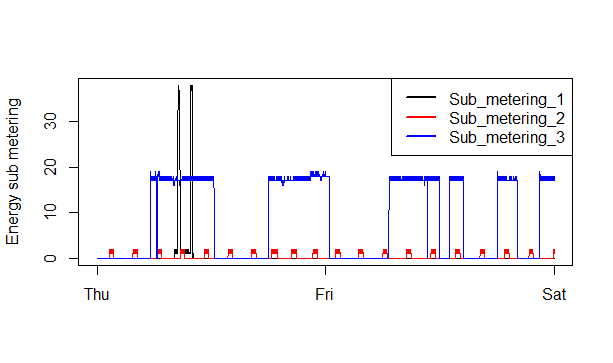 Energy sub metering
30
20
10
0
Sub_metering_1
Sub_metering_2
Sub_metering_3
Thu
Fri
Sat